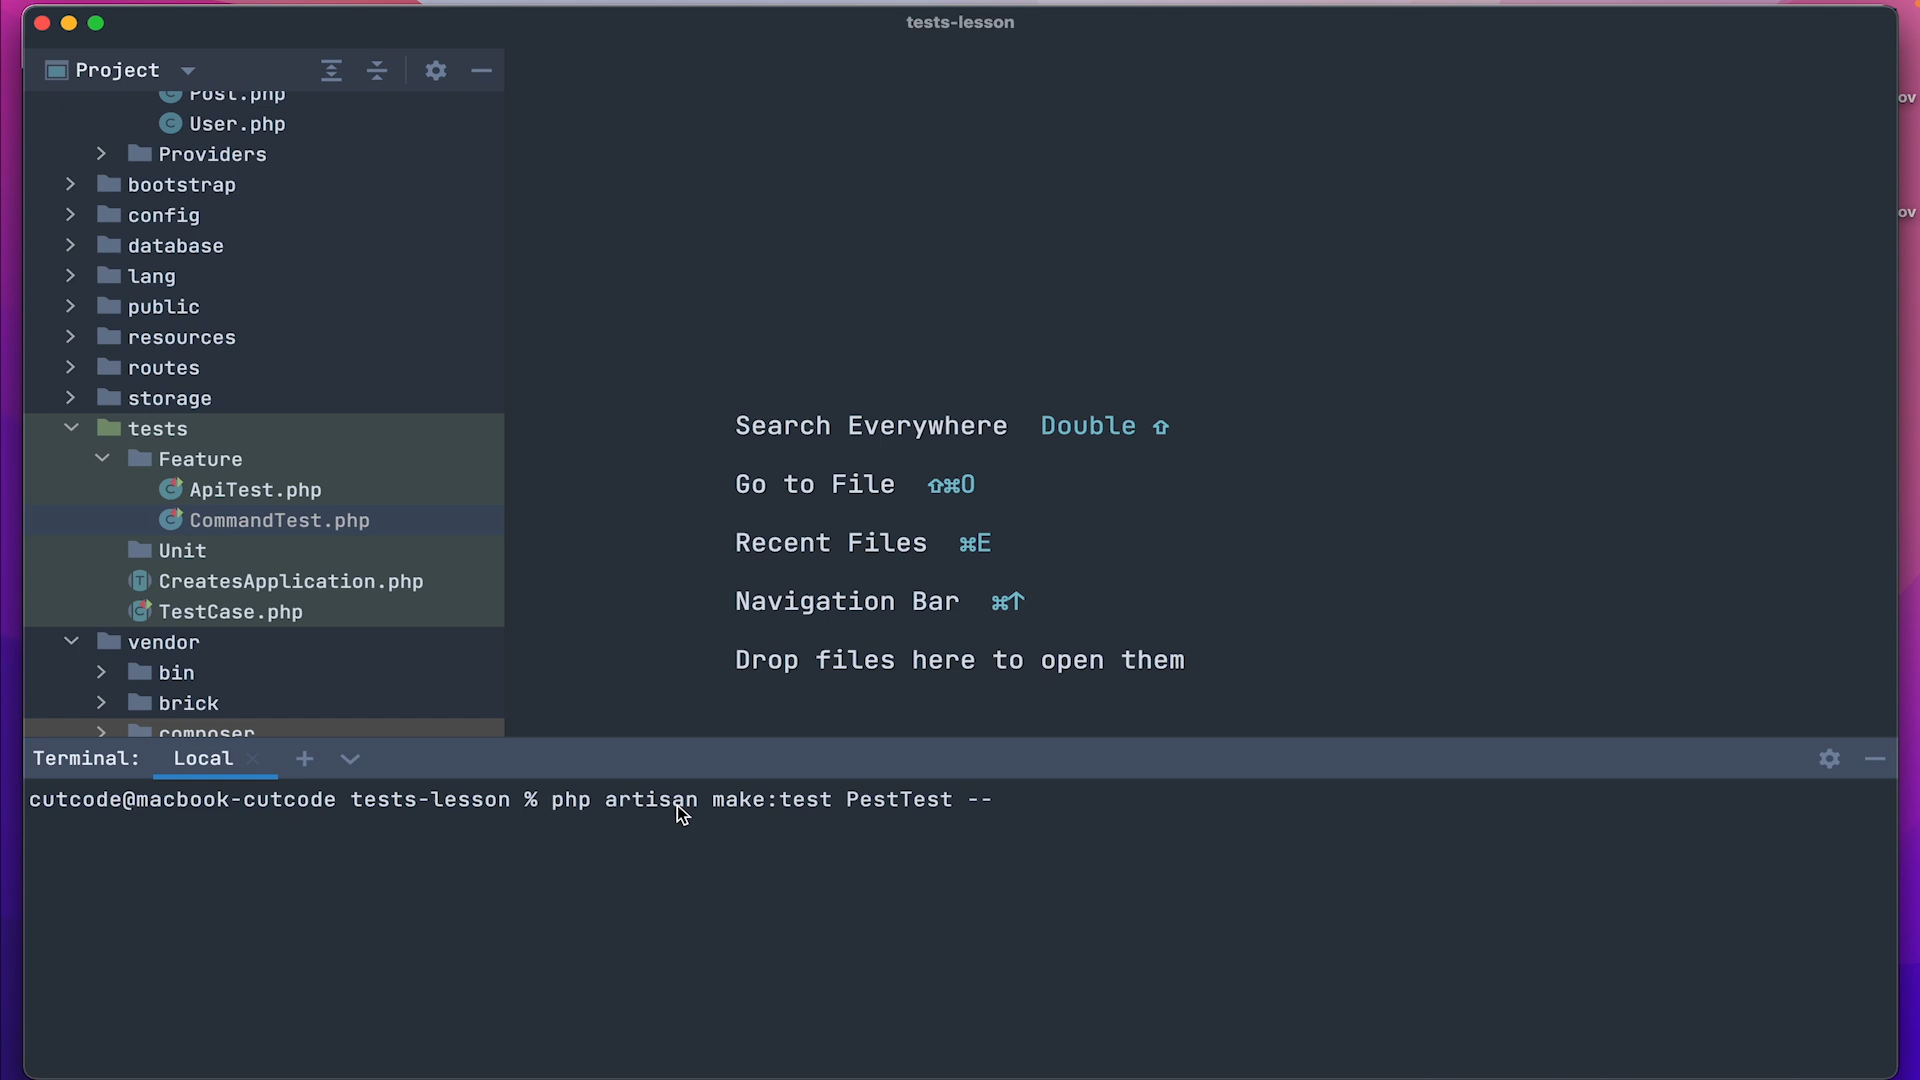 tests-lesson
Project
Post.php
User.php
Providers
bootstrap
config
database
lang
public
resources
routes
storage
tests
Feature
ApiTest.php
CommandTest.php
Unit
CreatesApplication.php
TestCase.php
vendor
bin
brick
composer
Search Everywhere Double ⇧
Go to File ⇧⌘O
Recent Files ⌘E
Navigation Bar ⌘↑
Drop files here to open them
ov
ov
Terminal: Local
cutcode@macbook-cutcode tests-lesson % php artisan make:test PestTest --